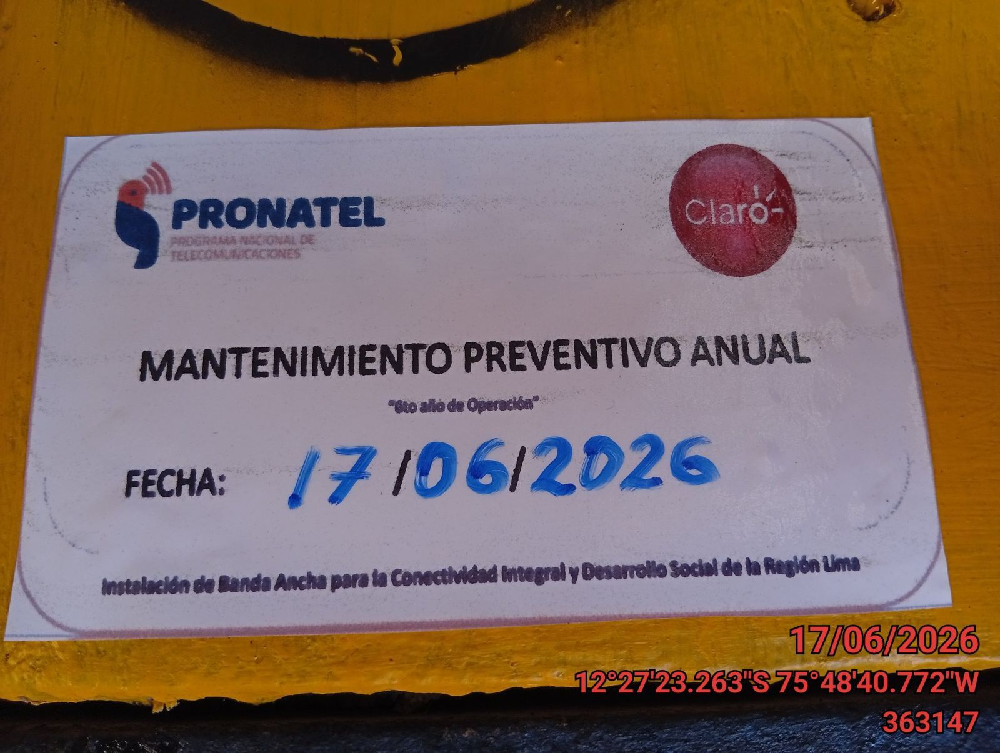 PRONATEL
PROGRAMA NACIONAL DE
TELECOMUNICACIONES
Claro
MANTENIMIENTO PREVENTIVO ANUAL
"6to año de Operación"
FECHA: 17/06/2026
Instalación de Banda Ancha para la Conectividad Integral y Desarrollo Social de la Región Lima
17/06/2026
12°27'23.263"S 75°48'40.772"W
363147